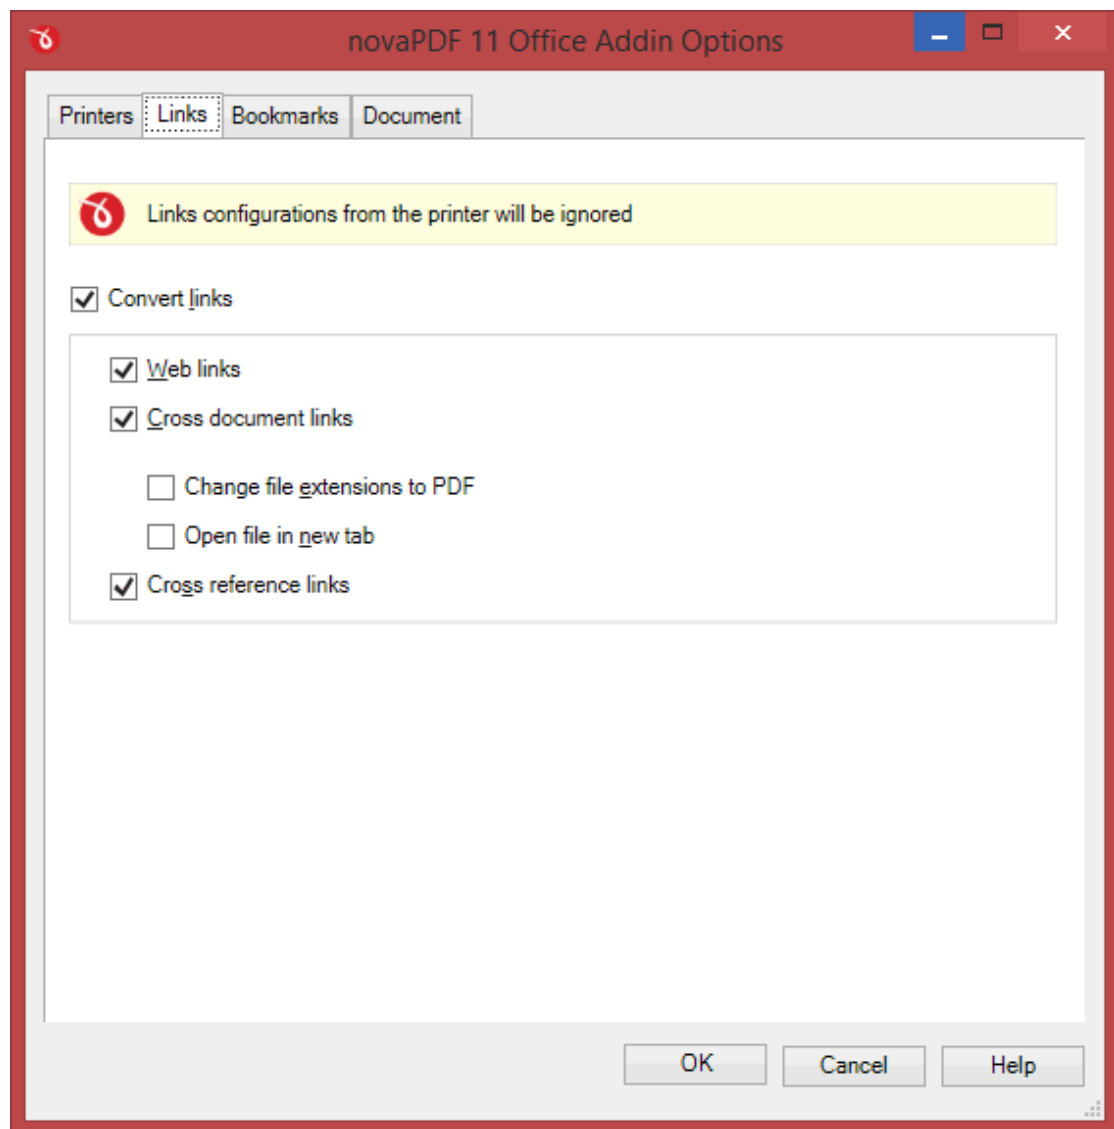 novaPDF 11 Office Addin Options
Printers Links Bookmarks Document
Links configurations from the printer will be ignored
Convert links
Web links
Cross document links
Change file extensions to PDF
Open file in new tab
Cross reference links
OK Cancel Help